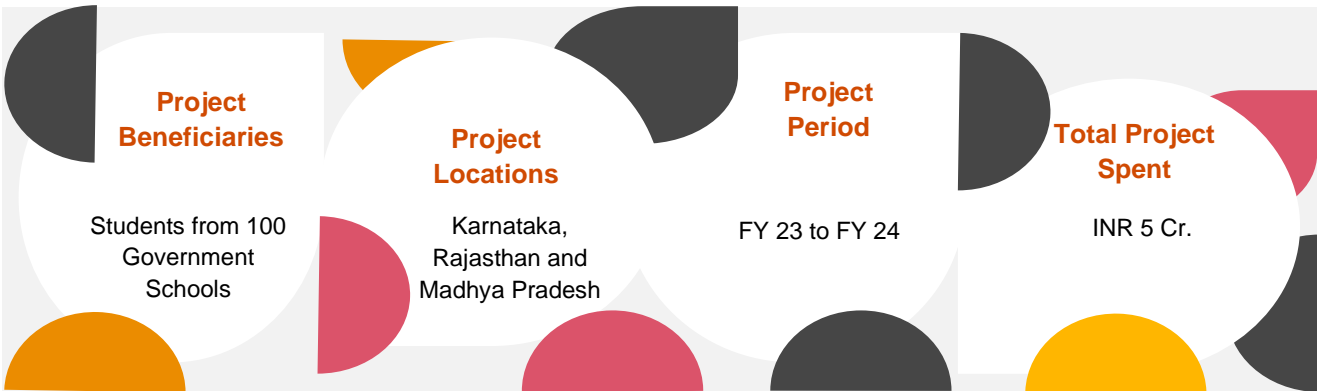 Project
Beneficiaries
Students from 100
Government
Schools
Project
Locations
Karnataka,
Rajasthan and
Madhya Pradesh
Project
Period
FY 23 to FY 24
Total Project
Spent
INR 5 Cr.